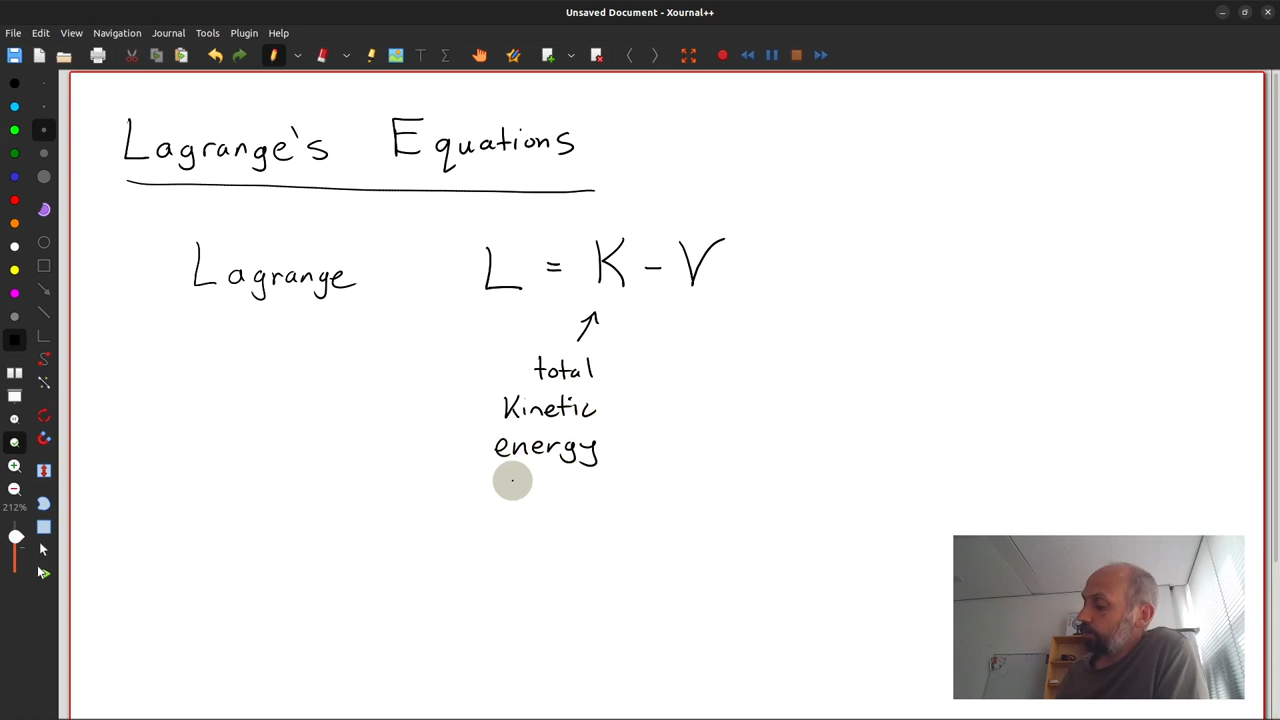 Unsaved Document - Xournal++
File Edit View Navigation Journal Tools Plugin Help
Lagrange's Equations
Lagrange L = K - V
total
Kinetic
energy
212%